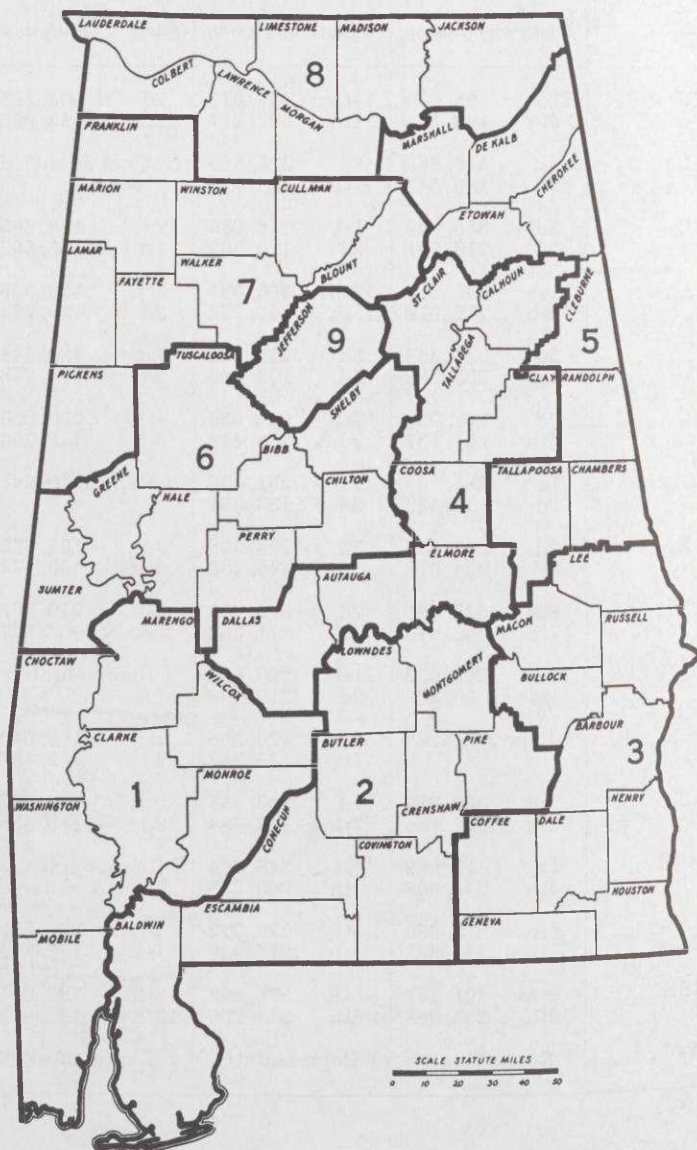 LAUDERDALE
LIMESTONE
MADISON
JACKSON
COLBERT
LAWRENCE
8
MORGAN
FRANKLIN
MARSHALL
DE KALB
CHEROKEE
MARION
WINSTON
CULLMAN
ETOWAH
LAMAR
WALKER
BLOUNT
FAYETTE
7
ST CLAIR
CALHOUN
CLEBURNE
JEFFERSON
9
5
TUSCALOOSA
TALLADEGA
PICKENS
SHELBY
CLAY
RANDOLPH
6
BIBB
GREENE
HALE
CHILTON
COOSA
TALLAPOOSA
CHAMBERS
4
PERRY
ELMORE
LEE
SUMTER
AUTAUGA
MARENGO
DALLAS
MACON
RUSSELL
CHOCTAW
LOWNDES
MONTGOMERY
BULLOCK
WILCOX
BARBOUR
CLARKE
BUTLER
PIKE
3
1
MONROE
2
WASHINGTON
CONECUH
CRENSHAW
HENRY
COFFEE
DALE
COVINGTON
HOUSTON
BALDWIN
ESCAMBIA
GENEVA
MOBILE
SCALE STATUTE MILES
0 10 20 30 40 50